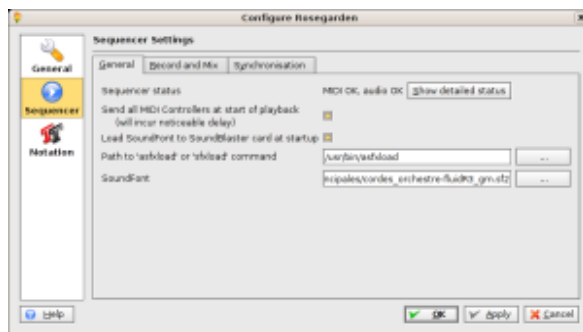 Configure Rosegarden
General
Sequencer
Notation
Sequencer Settings
General Record and Mix Synchronisation
Sequencer status MIDI OK, audio OK Show detailed status
Send all MIDI Controllers at start of playback
(will incur noticeable delay)
Load SoundFont to SoundBlaster card at startup
Path to 'asfxload' or 'sfxload' command /usr/bin/asfxload ...
SoundFont ncipales/cordes_orchestre-fluidR3_gm.sf2 ...
Help OK Apply Cancel